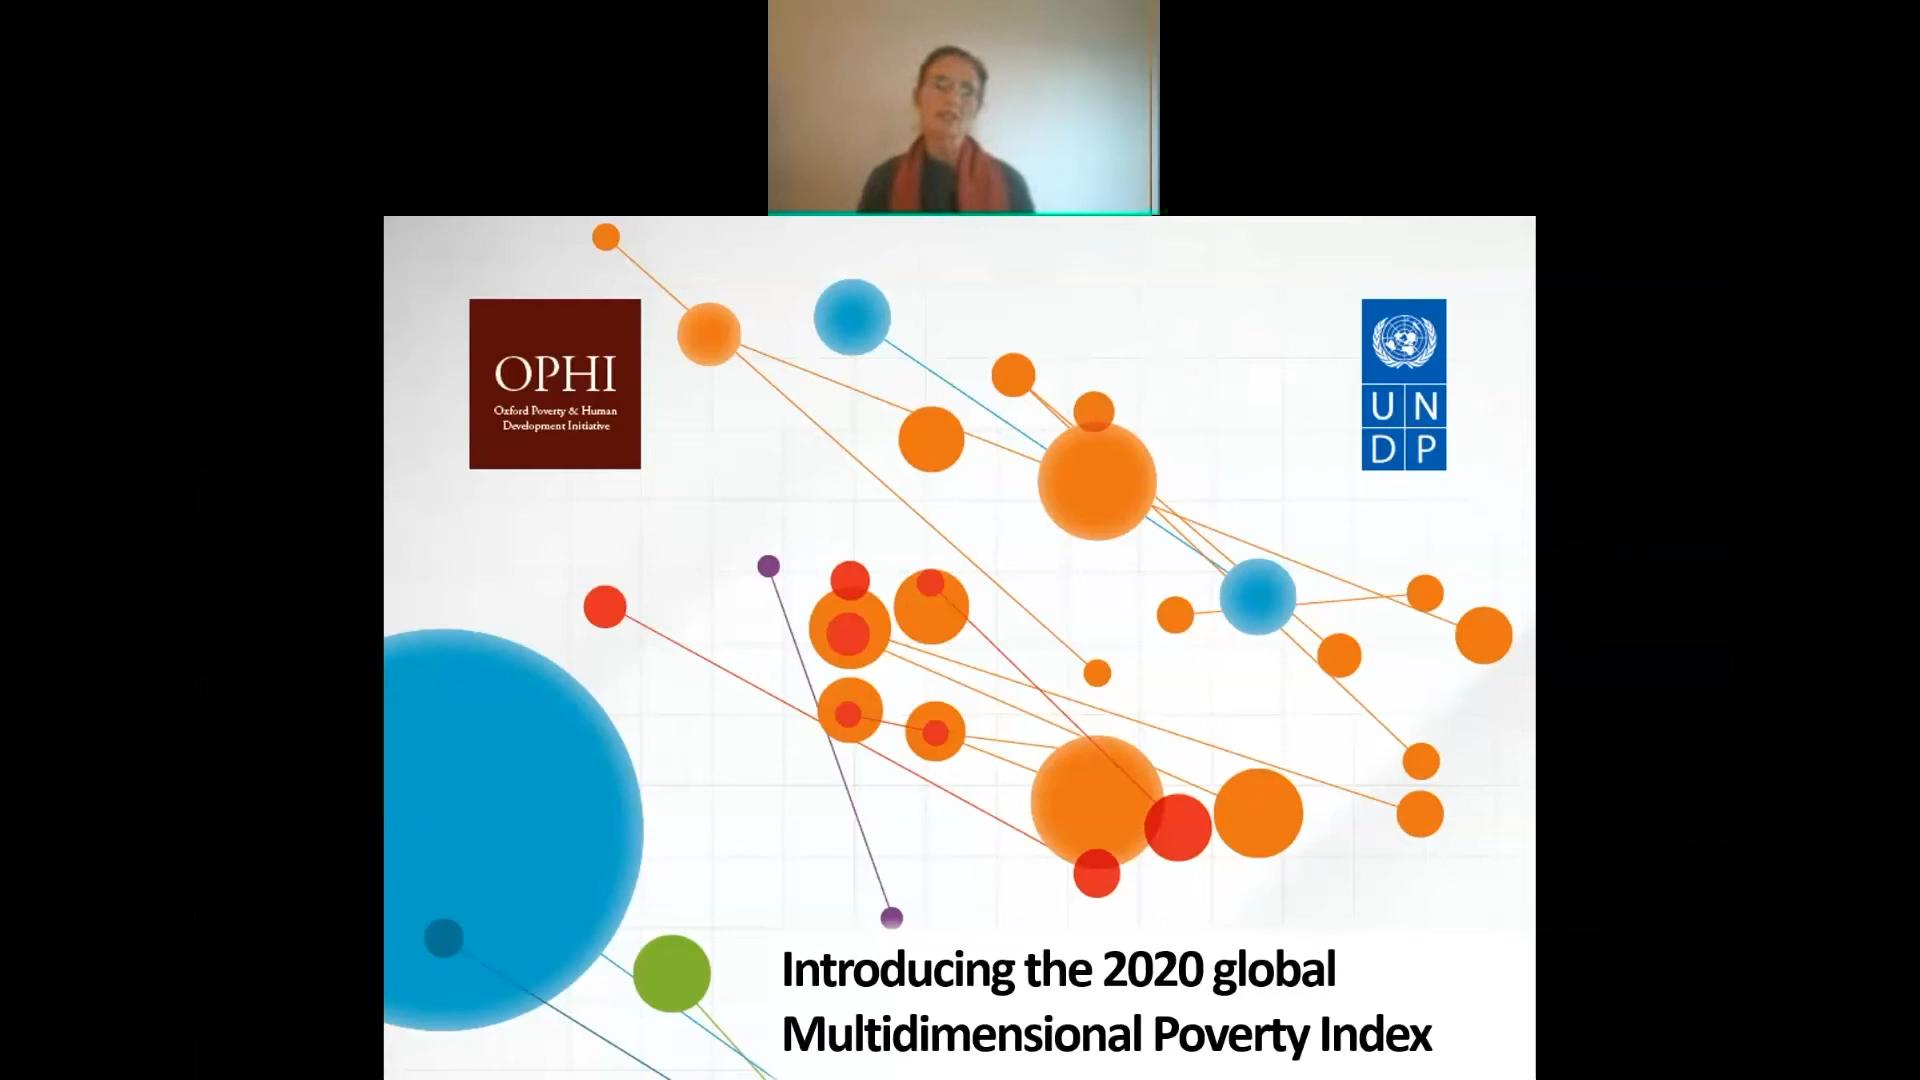 OPHI
Oxford Poverty & Human
Development Initiative
U N
D P
Introducing the 2020 global
Multidimensional Poverty Index